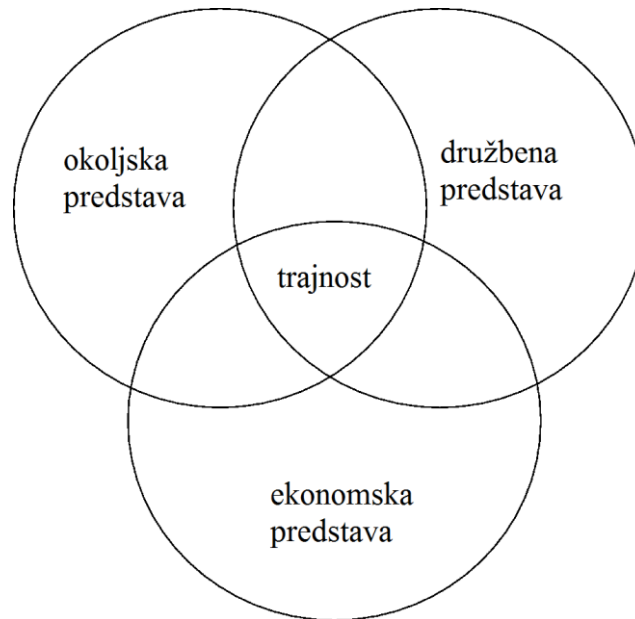 okoljska
predstava
družbena
predstava
trajnost
ekonomska
predstava